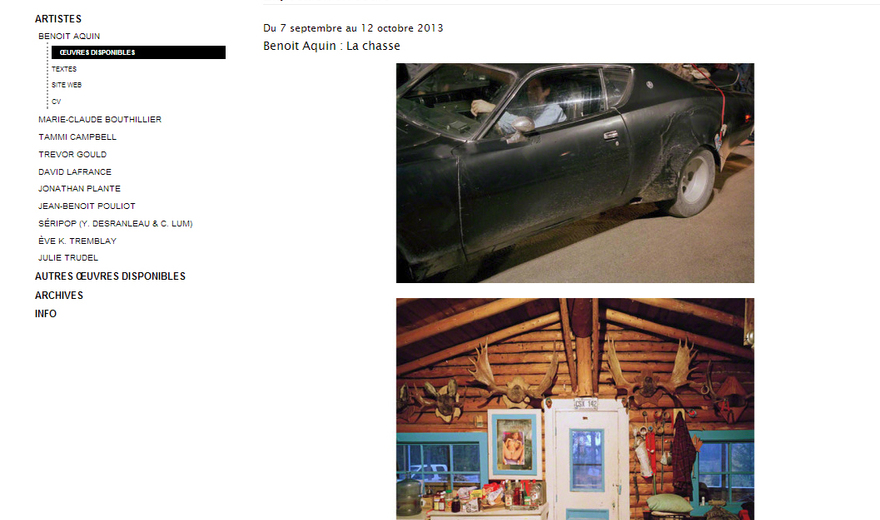 ARTISTES
BENOIT AQUIN
ŒUVRES DISPONIBLES
TEXTES
SITE WEB
CV
MARIE-CLAUDE BOUTHILLIER
TAMMI CAMPBELL
TREVOR GOULD
DAVID LAFRANCE
JONATHAN PLANTE
JEAN-BENOIT POULIOT
SÉRIPOP (Y. DESRANLEAU & C. LUM)
ÈVE K. TREMBLAY
JULIE TRUDEL
AUTRES ŒUVRES DISPONIBLES
ARCHIVES
INFO
Du 7 septembre au 12 octobre 2013
Benoit Aquin : La chasse